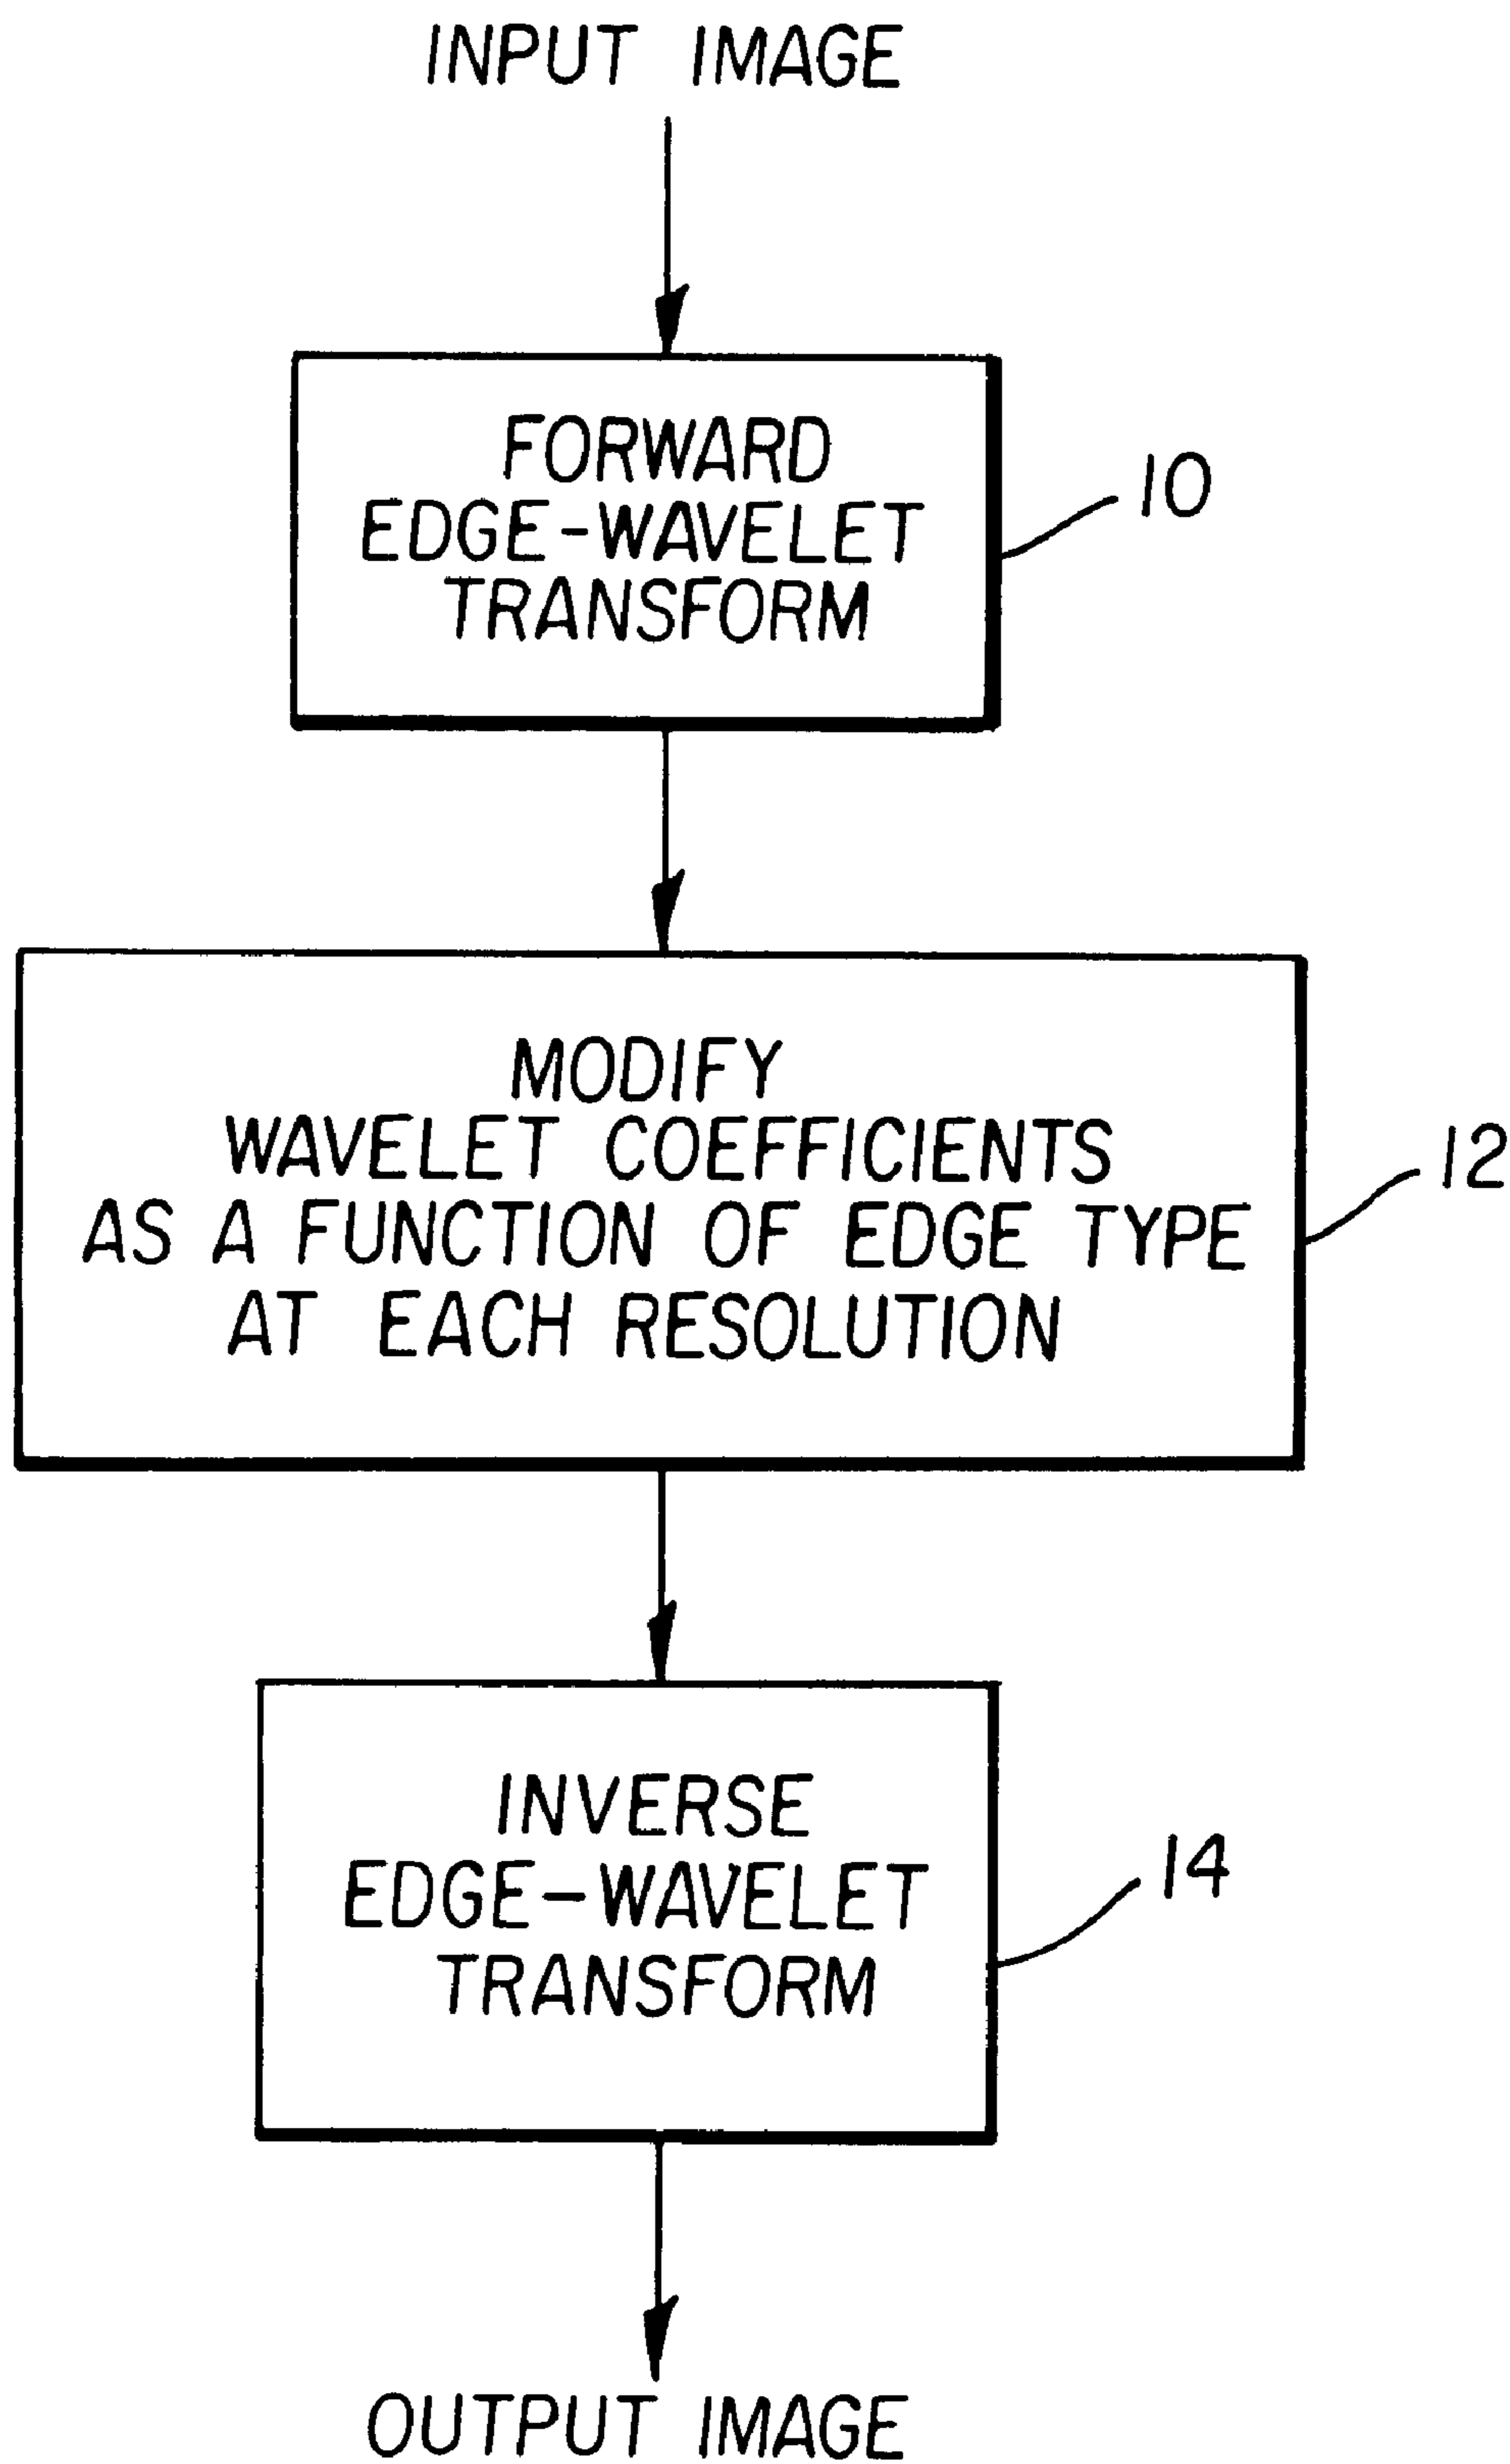 INPUT IMAGE
FORWARD
EDGE-WAVELET
TRANSFORM
10
MODIFY
WAVELET COEFFICIENTS
AS A FUNCTION OF EDGE TYPE
AT EACH RESOLUTION
12
INVERSE
EDGE-WAVELET
TRANSFORM
14
OUTPUT IMAGE